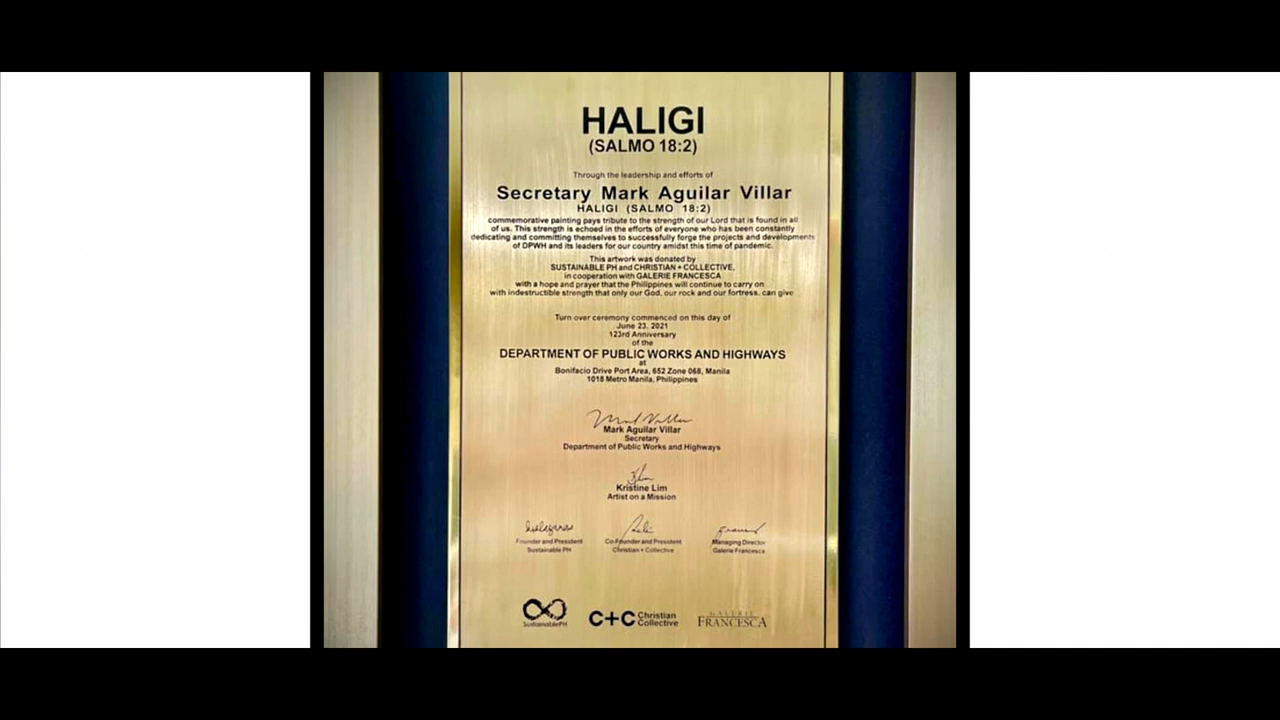 HALIGI
(SALMO 18:2)
Through the leadership and efforts of
Secretary Mark Aguilar Villar
HALIGI (SALMO 18:2)
commemorative painting pays tribute to the strength of our Lord that is found in all
of us. This strength is echoed in the efforts of everyone who has been constantly
dedicating and committing themselves to successfully forge the projects and developments
of DPWH and its leaders for our country amidst this time of pandemic.
This artwork was donated by
SUSTAINABLE PH and CHRISTIAN + COLLECTIVE,
in cooperation with GALERIE FRANCESCA
with a hope and prayer that the Philippines will continue to carry on
with indestructible strength that only our God, our rock and our fortress, can give
Turn over ceremony commenced on this day of
June 23, 2021
123rd Anniversary
of the
DEPARTMENT OF PUBLIC WORKS AND HIGHWAYS
at
Bonifacio Drive Port Area, 652 Zone 068, Manila
1018 Metro Manila, Philippines
Mark Aguilar Villar
Secretary
Department of Public Works and Highways
Kristine Lim
Artist on a Mission
Founder and President
Sustainable PH
Co-Founder and President
Christian + Collective
Managing Director
Galerie Francesca
SustainablePH
C+C Christian
Collective
GALERIE
FRANCESCA